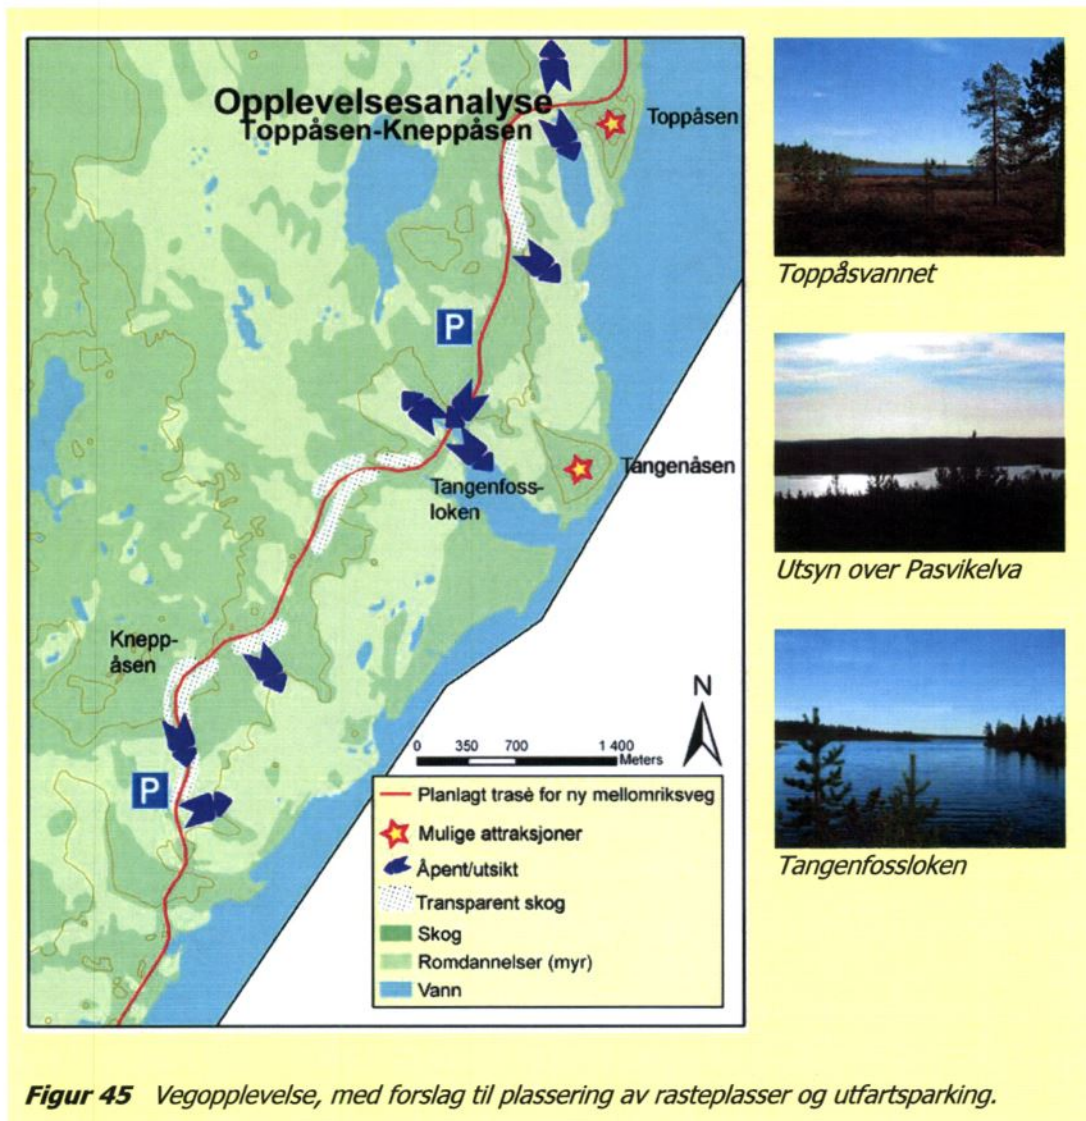 Opplevelsesanalyse
Toppåsen-Kneppåsen
Toppåsen
P
Tangenåsen
Tangenfoss-
loken
Knepp-
åsen
P
N
0 350 700 1 400
Meters
Planlagt trasè for ny mellomriksveg
Mulige attraksjoner
Åpent/utsikt
Transparent skog
Skog
Romdannelser (myr)
Vann
Toppåsvannet
Utsyn over Pasvikelva
Tangenfossloken
Figur 45 Vegopplevelse, med forslag til plassering av rasteplasser og utfartsparking.